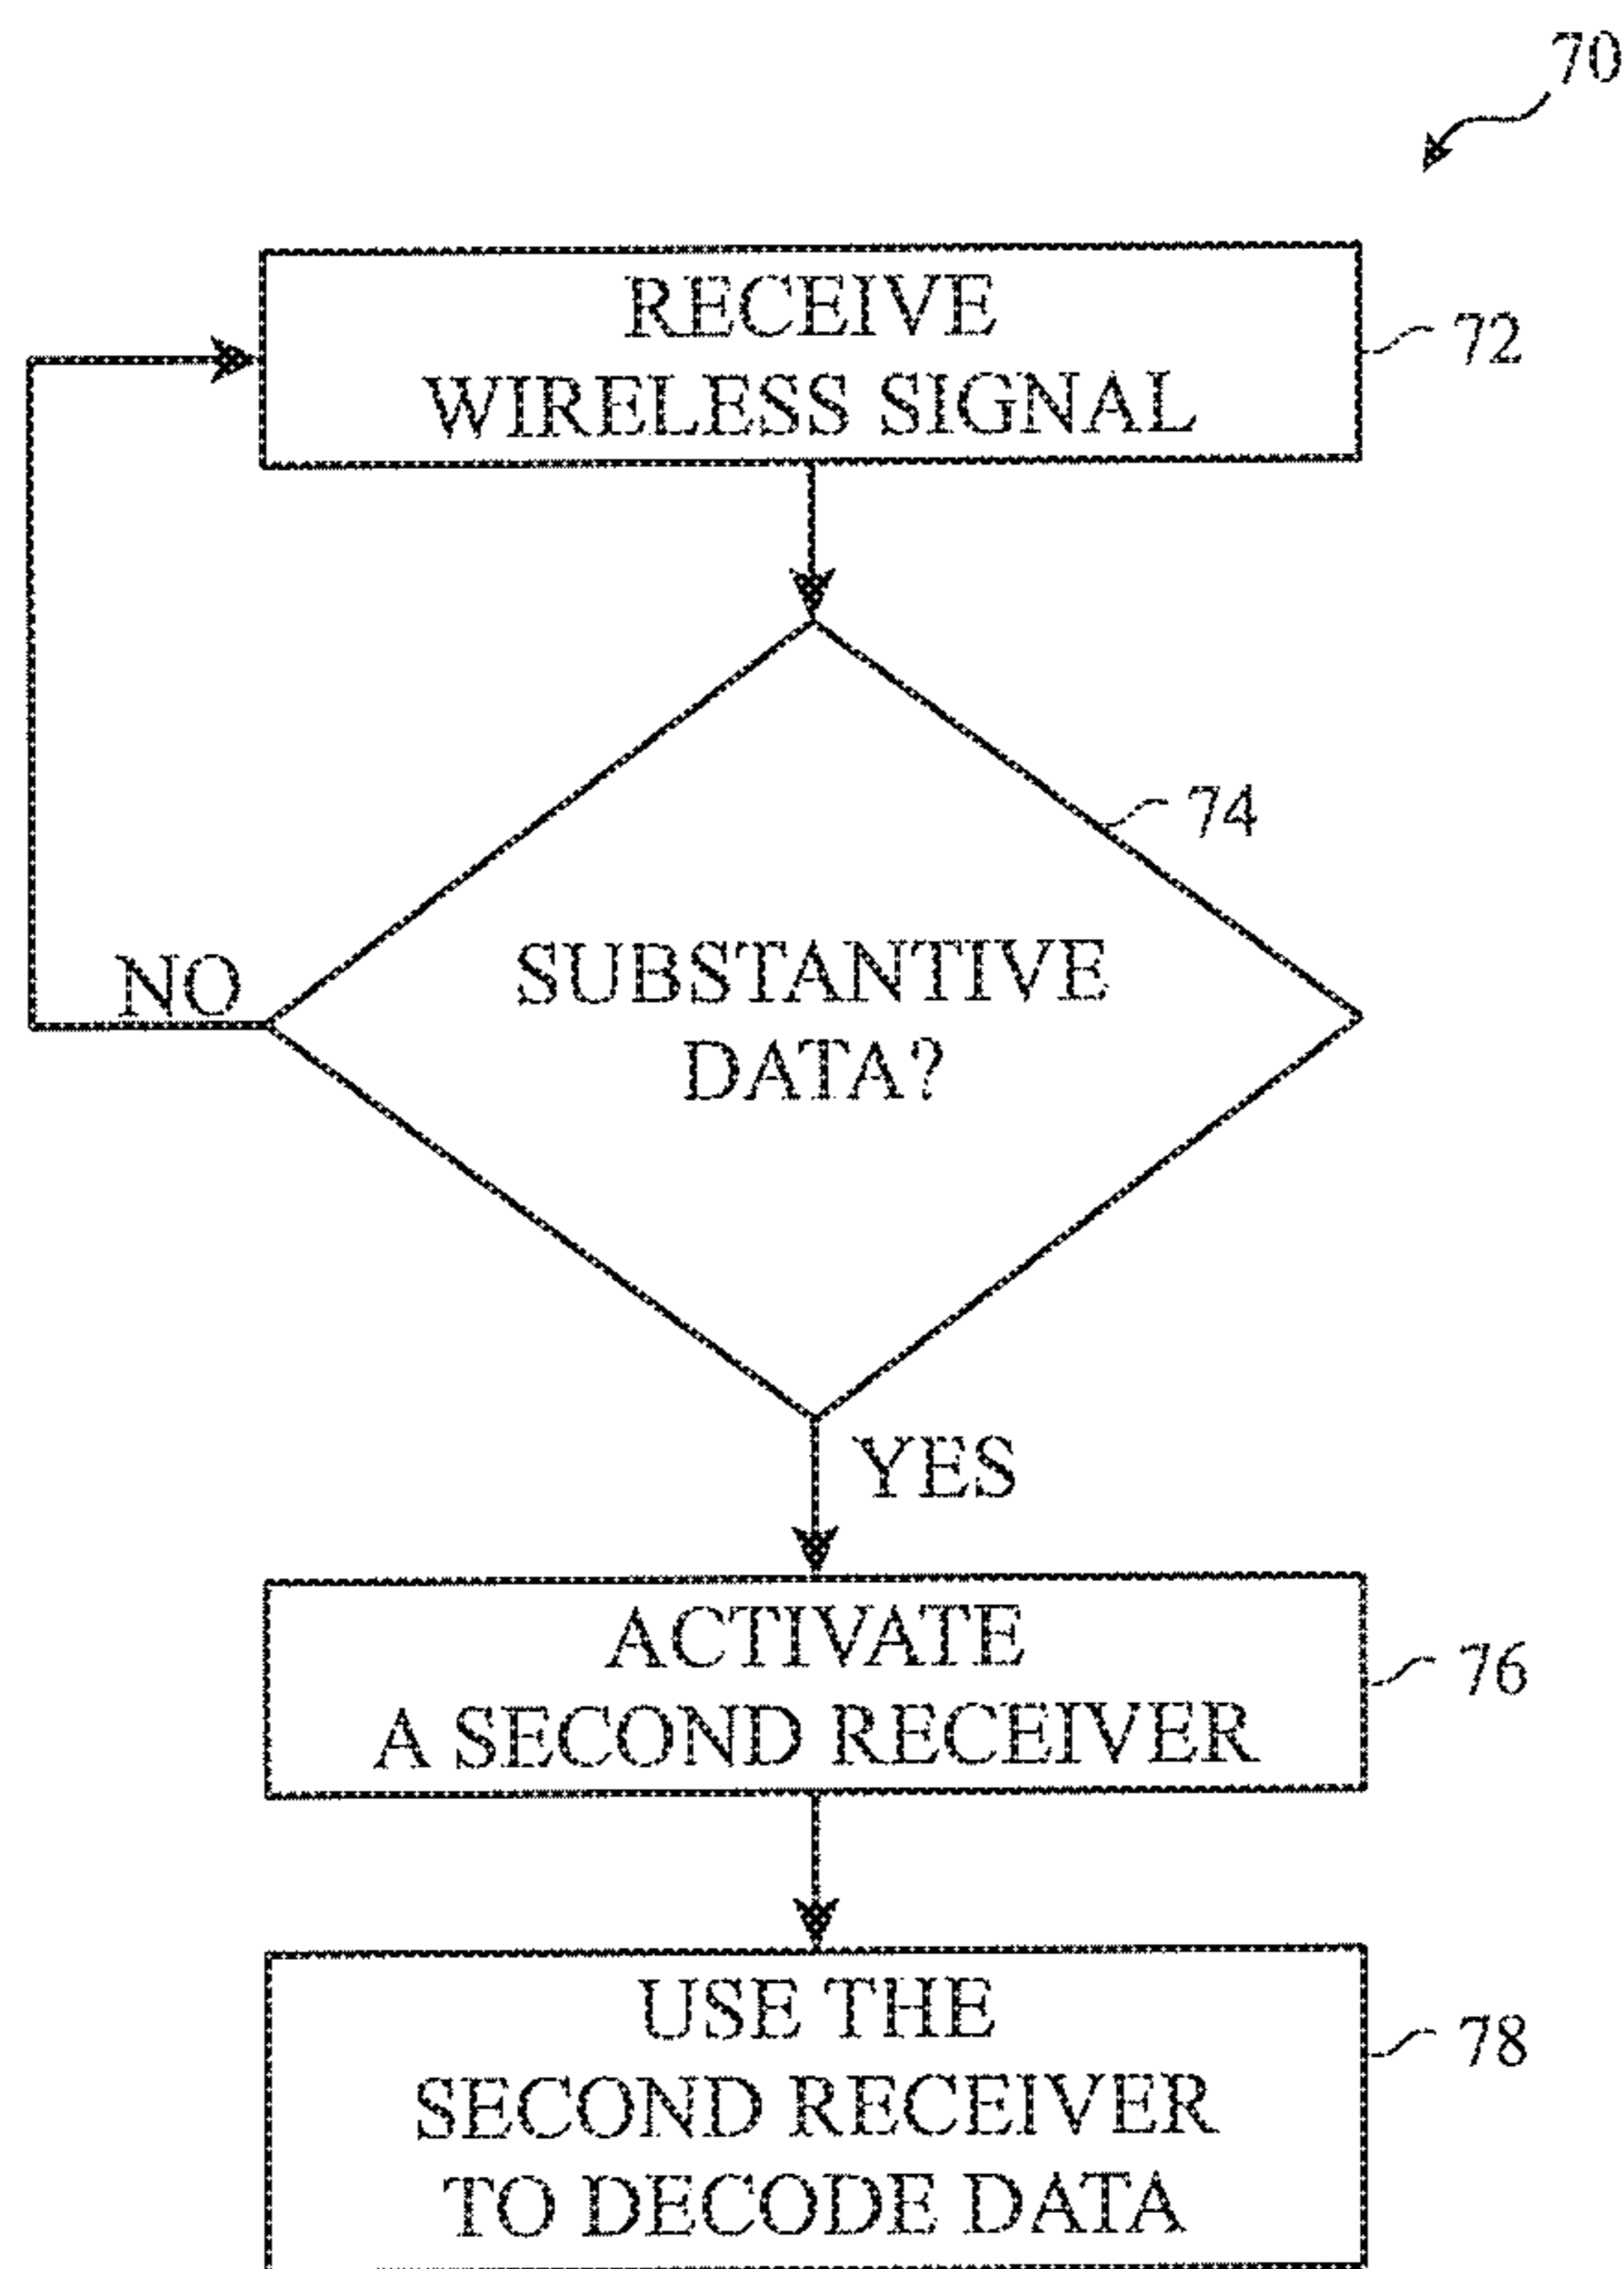 70
RECEIVE
WIRELESS SIGNAL
72
74
SUBSTANTIVE
DATA?
NO
YES
ACTIVATE
A SECOND RECEIVER
76
USE THE
SECOND RECEIVER
TO DECODE DATA
78